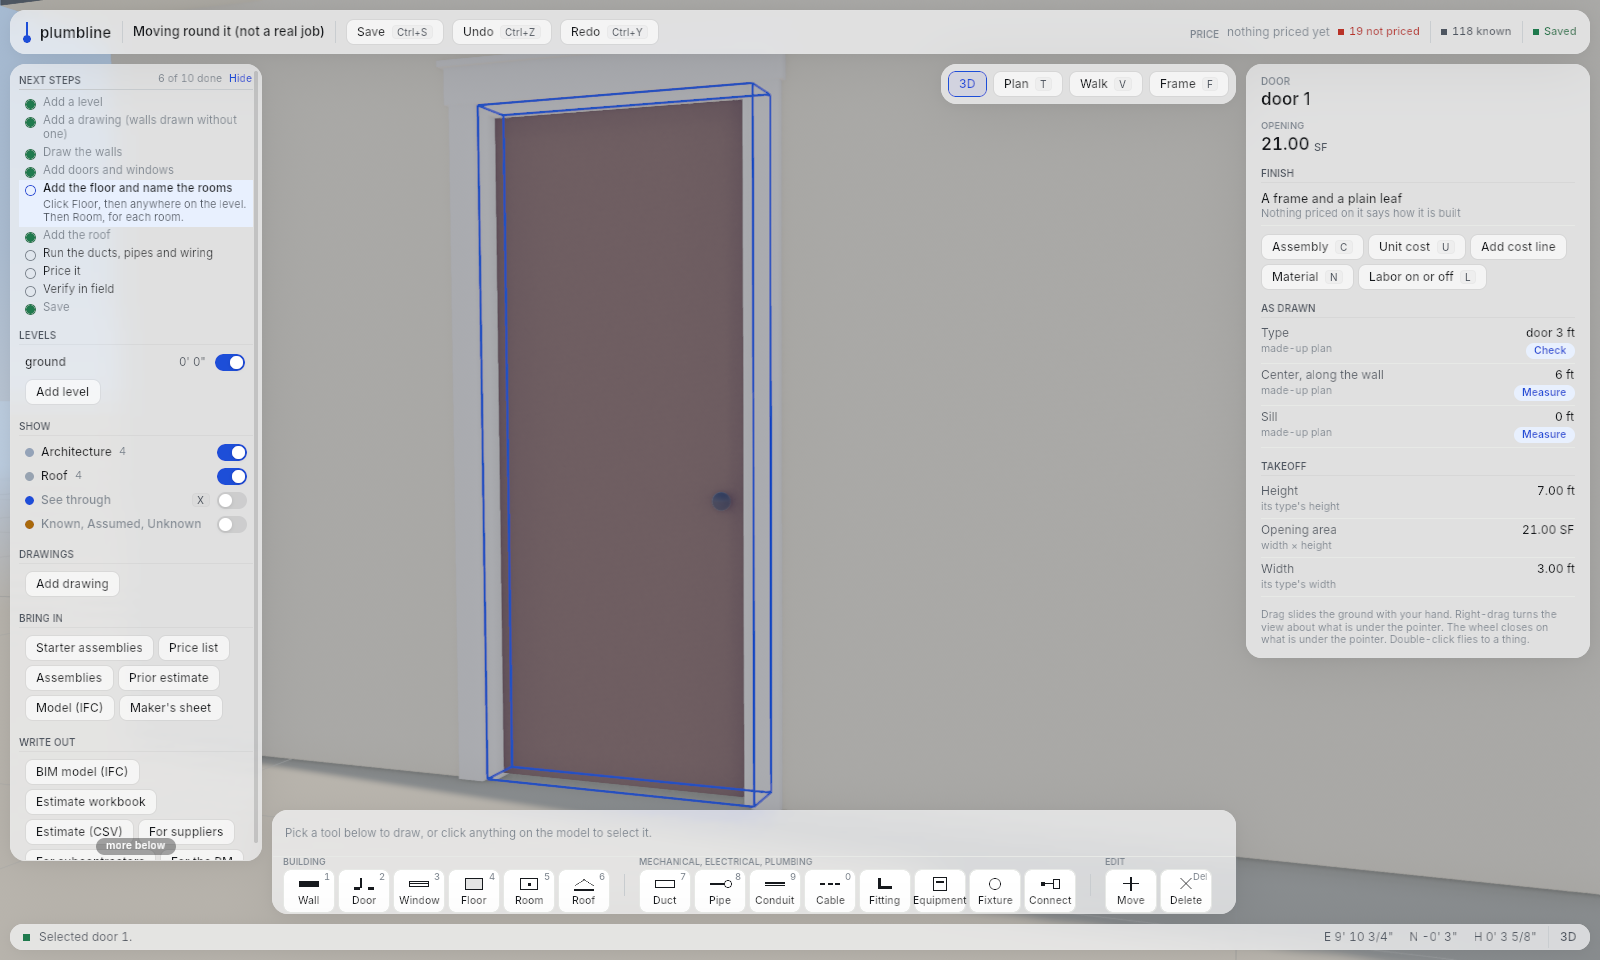 plumbline
Moving round it (not a real job)
Save Ctrl+S
Undo Ctrl+Z
Redo Ctrl+Y
PRICE nothing priced yet
19 not priced
118 known
Saved
NEXT STEPS 6 of 10 done Hide
Add a level
Add a drawing (walls drawn without
one)
Draw the walls
Add doors and windows
Add the floor and name the rooms
Click Floor, then anywhere on the level.
Then Room, for each room.
Add the roof
Run the ducts, pipes and wiring
Price it
Verify in field
Save
LEVELS
ground 0' 0"
Add level
SHOW
Architecture 4
Roof 4
See through X
Known, Assumed, Unknown
DRAWINGS
Add drawing
BRING IN
Starter assemblies Price list
Assemblies Prior estimate
Model (IFC) Maker's sheet
WRITE OUT
BIM model (IFC)
Estimate workbook
Estimate (CSV) For suppliers
more below
For subcontractors For the PM
3D
Plan T
Walk V
Frame F
DOOR
door 1
OPENING
21.00 SF
FINISH
A frame and a plain leaf
Nothing priced on it says how it is built
Assembly C Unit cost U Add cost line
Material N Labor on or off L
AS DRAWN
Type door 3 ft
made-up plan Check
Center, along the wall 6 ft
made-up plan Measure
Sill 0 ft
made-up plan Measure
TAKEOFF
Height 7.00 ft
its type's height
Opening area 21.00 SF
width × height
Width 3.00 ft
its type's width
Drag slides the ground with your hand. Right-drag turns the
view about what is under the pointer. The wheel closes on
what is under the pointer. Double-click flies to a thing.
Pick a tool below to draw, or click anything on the model to select it.
BUILDING
Wall 1
Door 2
Window 3
Floor 4
Room 5
Roof 6
MECHANICAL, ELECTRICAL, PLUMBING
Duct 7
Pipe 8
Conduit 9
Cable 0
Fitting
Equipment
Fixture
Connect
EDIT
Move
Delete Del
Selected door 1.
E 9' 10 3/4" N -0' 3" H 0' 3 5/8" 3D